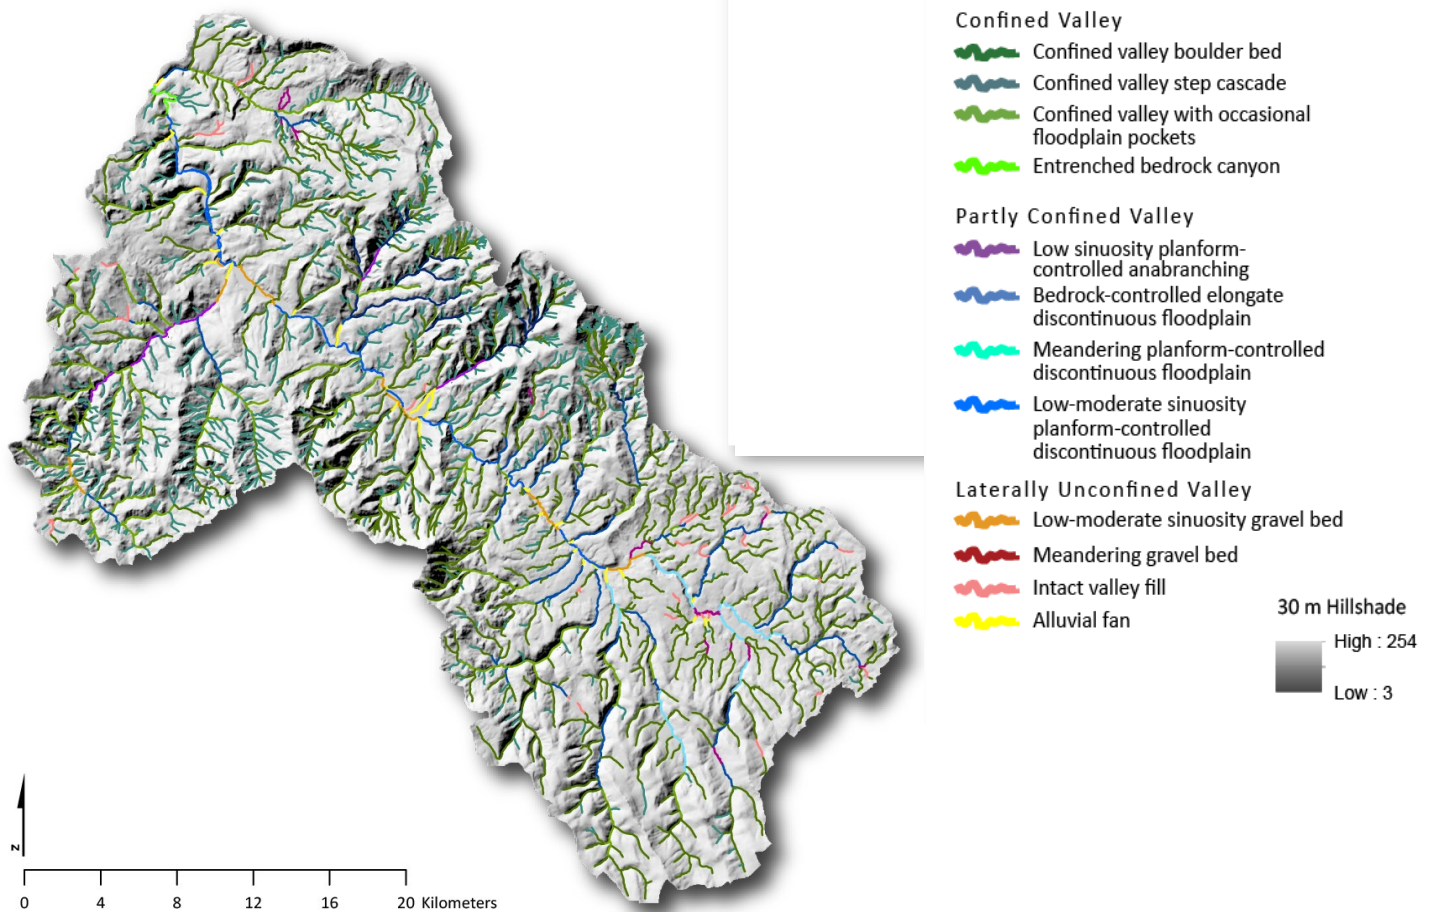 Confined Valley
Confined valley boulder bed
Confined valley step cascade
Confined valley with occasional
floodplain pockets
Entrenched bedrock canyon
Partly Confined Valley
Low sinuosity planform-
controlled anabranching
Bedrock-controlled elongate
discontinuous floodplain
Meandering planform-controlled
discontinuous floodplain
Low-moderate sinuosity
planform-controlled
discontinuous floodplain
Laterally Unconfined Valley
Low-moderate sinuosity gravel bed
Meandering gravel bed
Intact valley fill
Alluvial fan
30 m Hillshade
High : 254
Low : 3
N
0 4 8 12 16 20 Kilometers